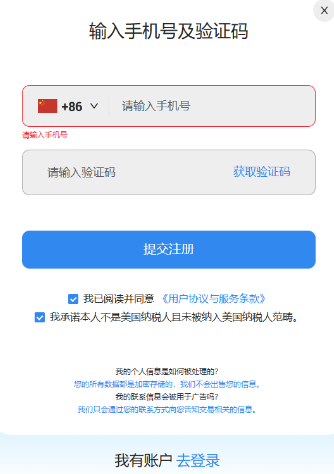 X
输入手机号及验证码
+86 请输入手机号
请输入手机号
请输入验证码 获取验证码
提交注册
我已阅读并同意 《用户协议与服务条款》
我承诺本人不是美国纳税人且未被纳入美国纳税人范畴。
我的个人信息是如何被处理的?
您的所有数据都是加密存储的，我们不会出售您的信息。
我的联系信息会被用于广告吗?
我们只会通过您的联系方式向您告知交易相关的信息。
我有账户 去登录